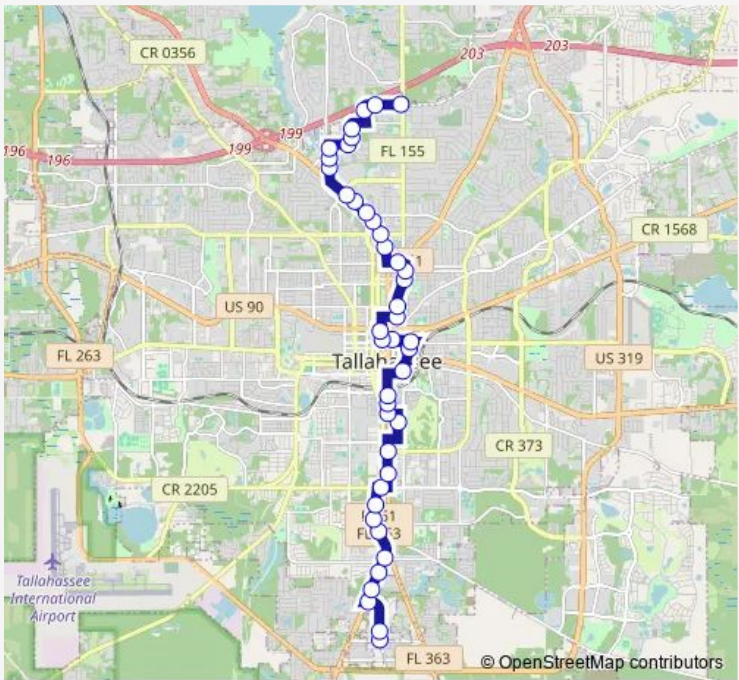 203
203
CR 0356
199
199
196
196
FL 155
CR 1568
US 90
FL 263
US 319
CR 373
CR 2205
Tallahassee
International
Airport
FL 363
© OpenStreetMap contributors